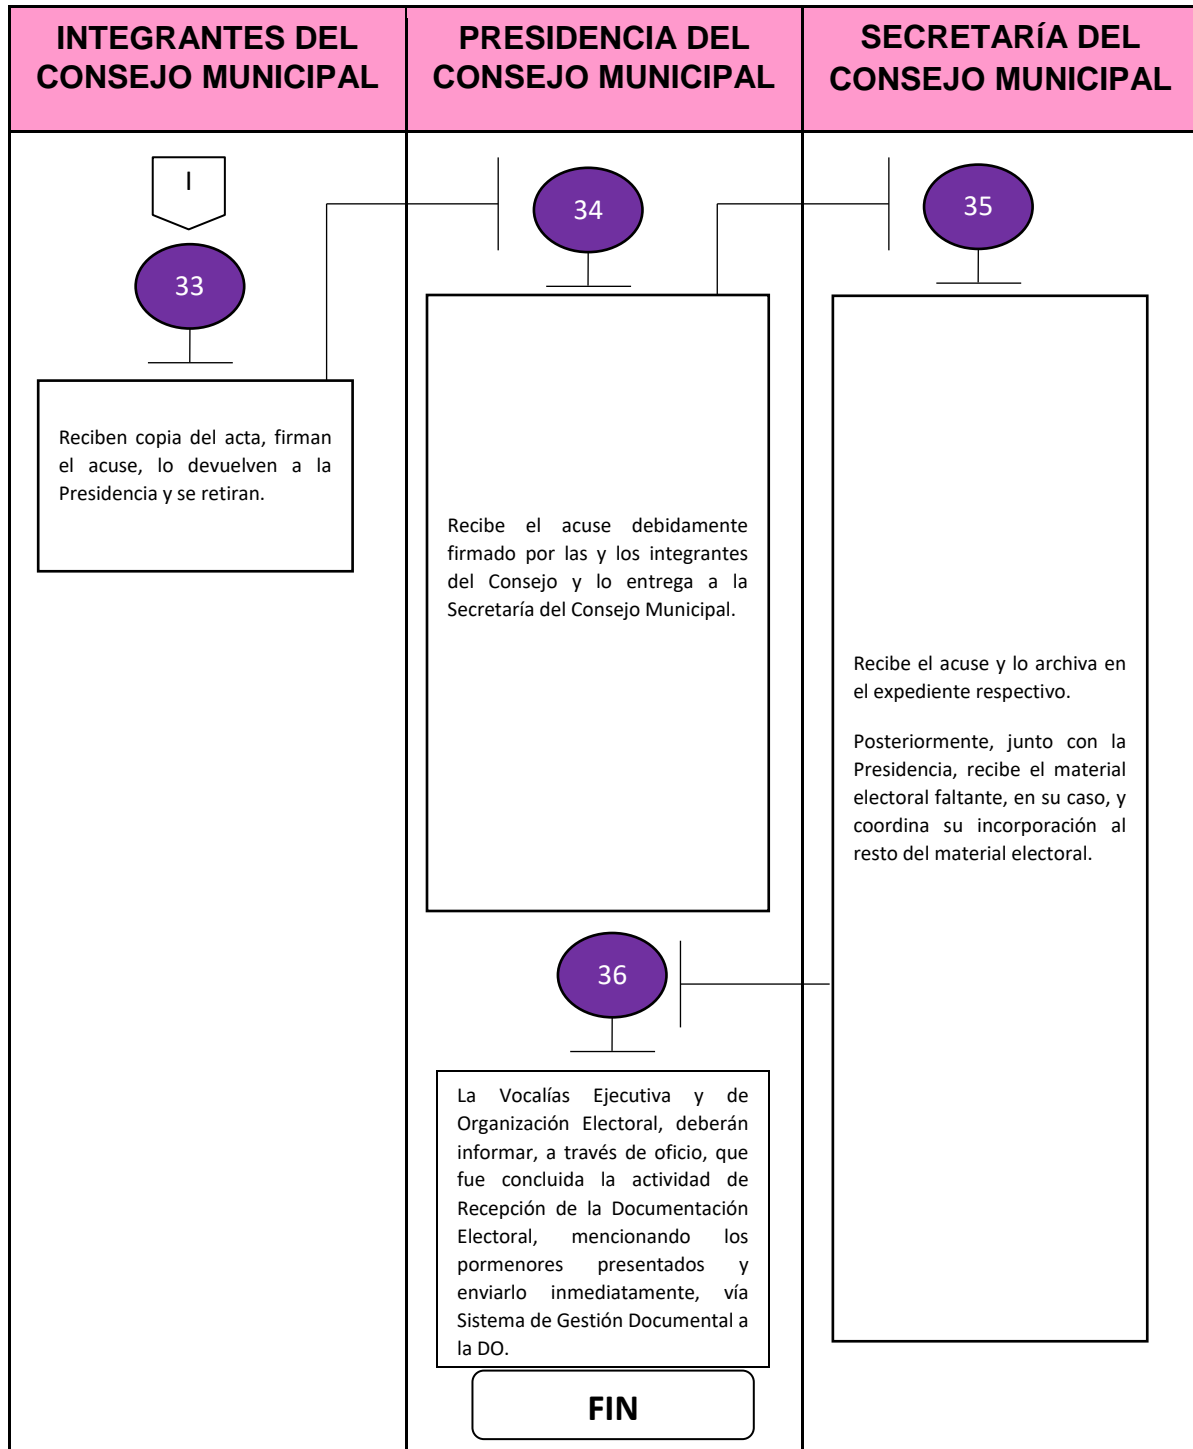 INTEGRANTES DEL
CONSEJO MUNICIPAL
PRESIDENCIA DEL
CONSEJO MUNICIPAL
SECRETARÍA DEL
CONSEJO MUNICIPAL
I
33
Reciben copia del acta, firman
el acuse, lo devuelven a la
Presidencia y se retiran.
34
Recibe el acuse debidamente
firmado por las y los integrantes
del Consejo y lo entrega a la
Secretaría del Consejo Municipal.
35
Recibe el acuse y lo archiva en
el expediente respectivo.
Posteriormente, junto con la
Presidencia, recibe el material
electoral faltante, en su caso, y
coordina su incorporación al
resto del material electoral.
36
La Vocalías Ejecutiva y de
Organización Electoral, deberán
informar, a través de oficio, que
fue concluida la actividad de
Recepción de la Documentación
Electoral, mencionando los
pormenores presentados y
enviarlo inmediatamente, vía
Sistema de Gestión Documental a
la DO.
FIN